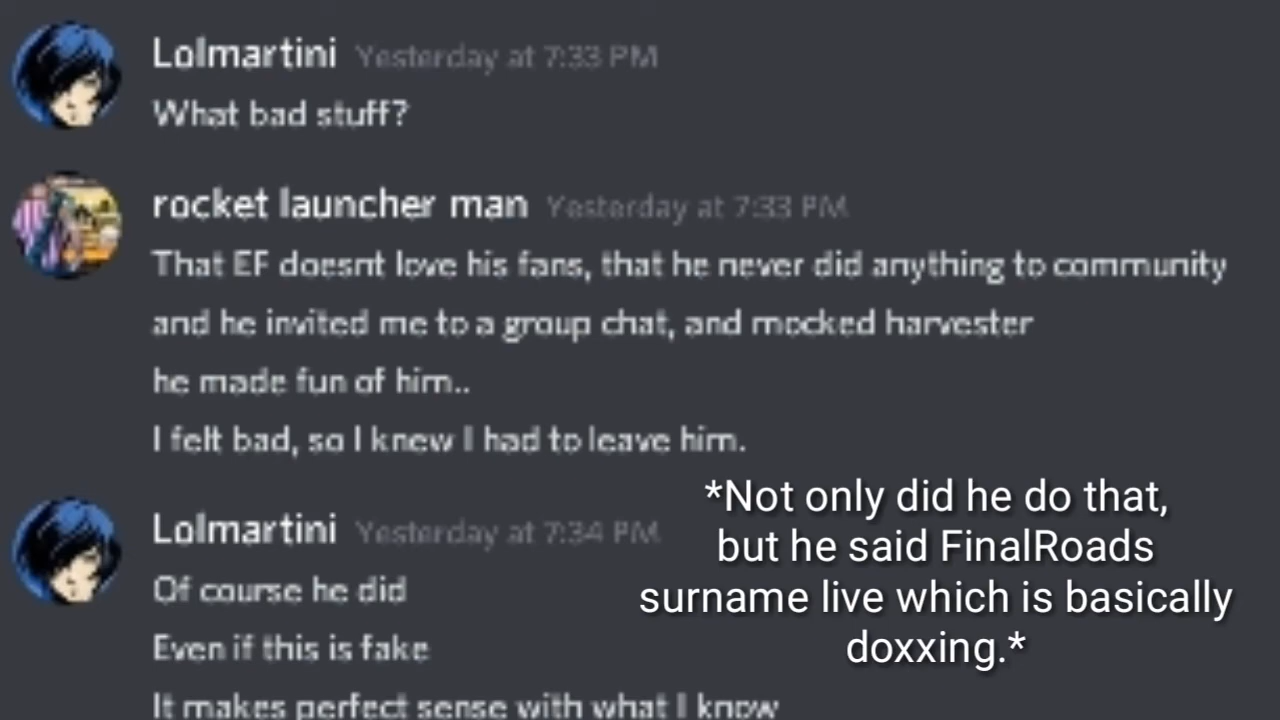 Lolmartini Yesterday at 7:33 PM
What bad stuff?
rocket launcher man Yesterday at 7:33 PM
That EF doesnt love his fans, that he never did anything to community
and he invited me to a group chat, and mocked harvester
he made fun of him..
I felt bad, so I knew I had to leave him.
Lolmartini Yesterday at 7:34 PM
Of course he did
Even if this is fake
It makes perfect sense with what I know
*Not only did he do that,
but he said FinalRoads
surname live which is basically
doxxing.*